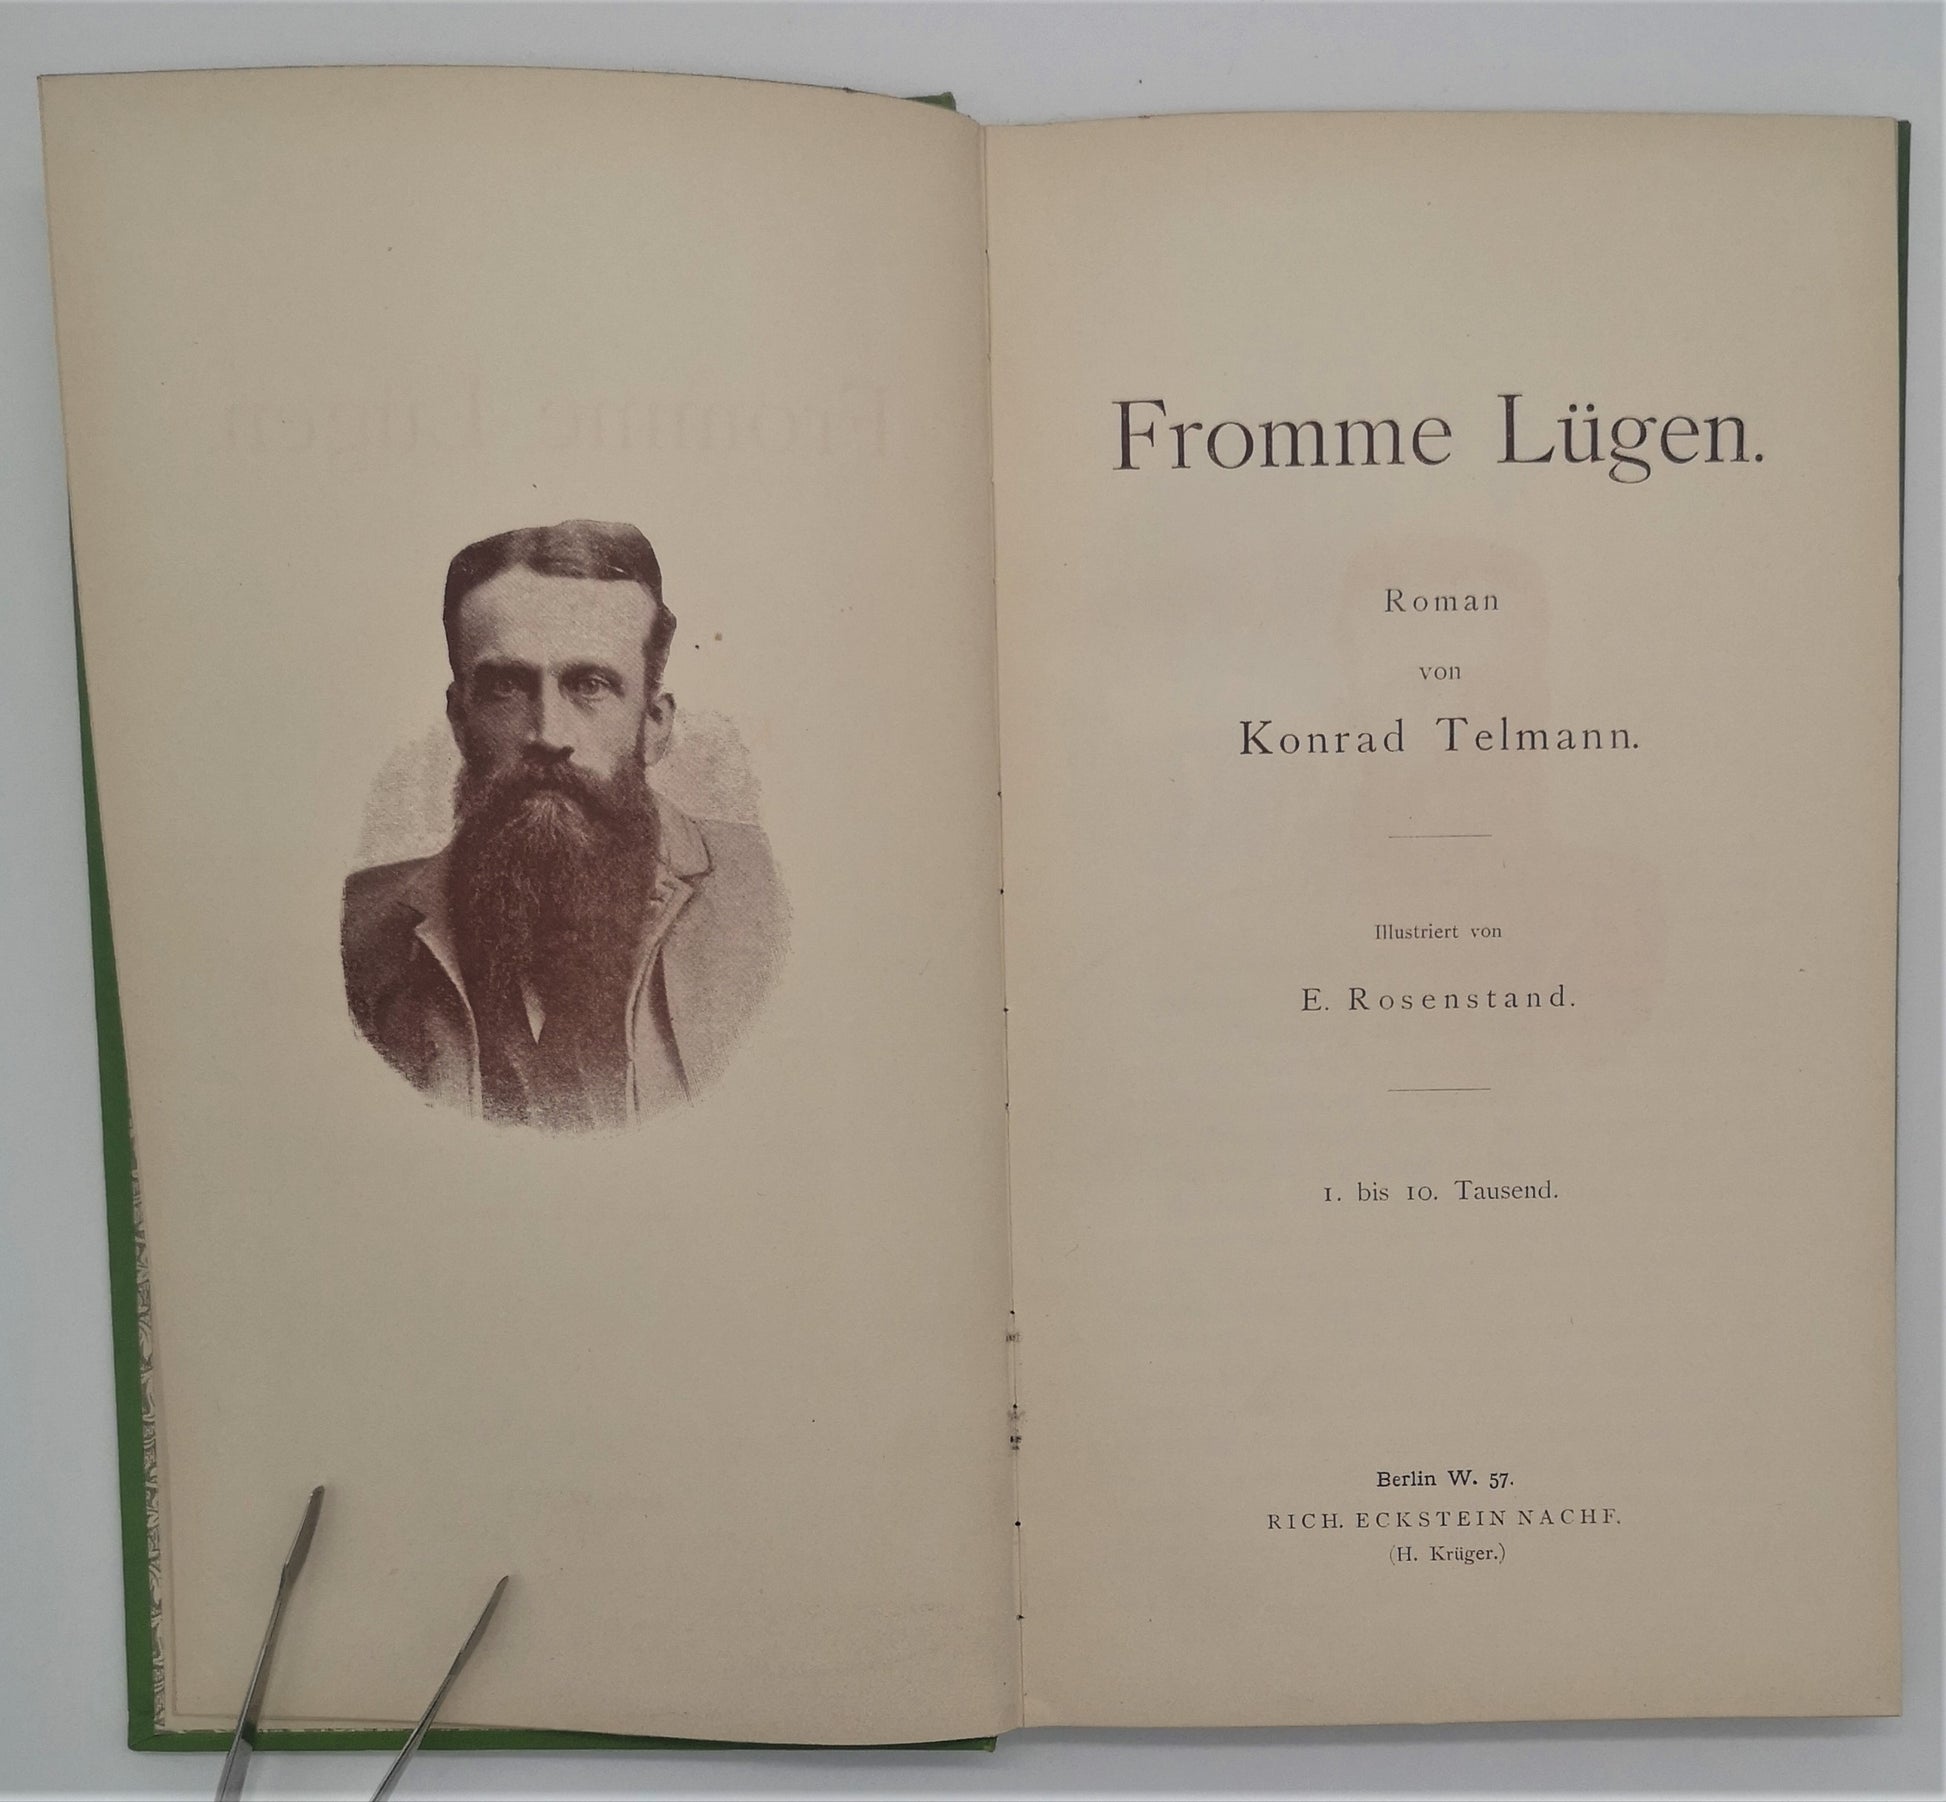 Fromme Lügen.
Roman
von
Konrad Telmann.
Illustriert von
E. Rosenstand.
1. bis 10. Tausend.
Berlin W. 57.
RICH. ECKSTEIN NACHF.
(H. Krüger.)